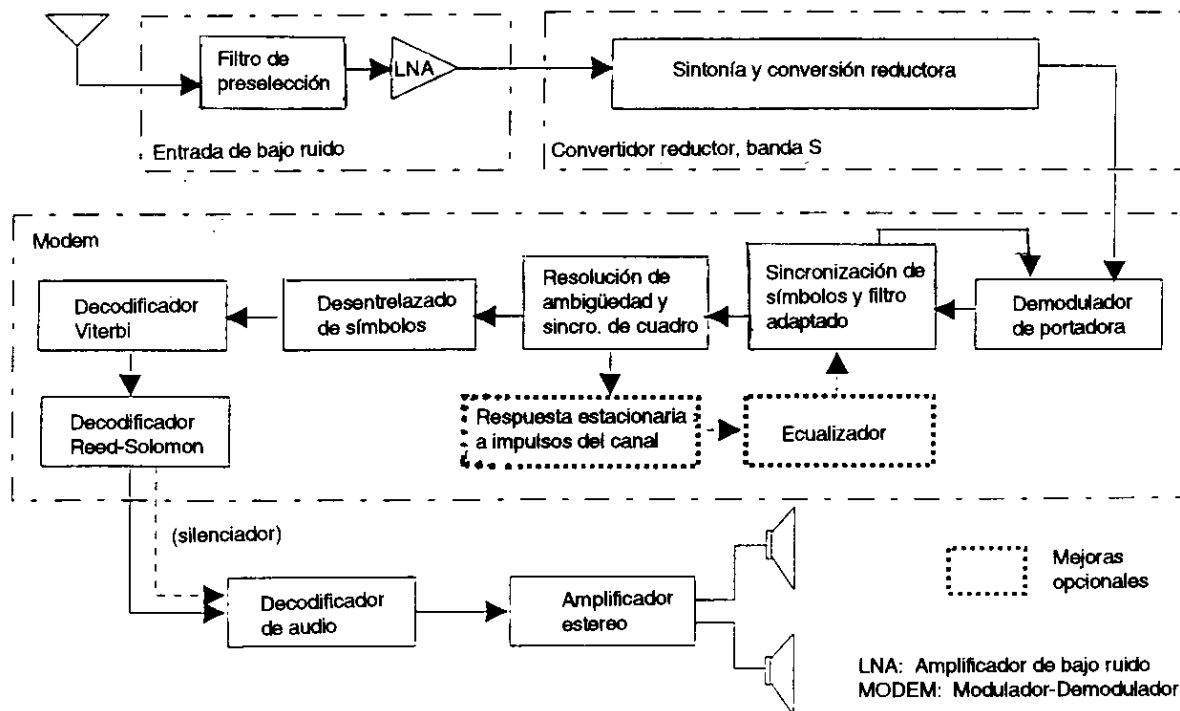 Filtro de
preselección
LNA
Entrada de bajo ruido
Sintonía y conversión reductora
Convertidor reductor, banda S
Modem
Decodificador
Viterbi
Desentrelazado
de símbolos
Resolución de
ambigüedad y
sincro. de cuadro
Sincronización de
símbolos y filtro
adaptado
Demodulador
de portadora
Decodificador
Reed-Solomon
Respuesta estacionaria
a impulsos del canal
Ecualizador
(silenciador)
Decodificador
de audio
Amplificador
estereo
Mejoras
opcionales
LNA: Amplificador de bajo ruido
MODEM: Modulador-Demodulador